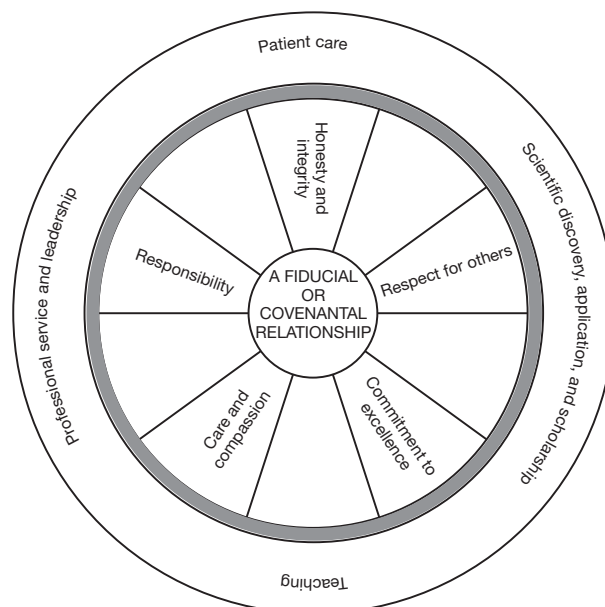 Patient care
Scientific discovery, application, and scholarship
Teaching
Professional service and leadership
Honesty and
integrity
Respect for others
Commitment to
excellence
Care and
compassion
Responsibility
A FIDUCIAL
OR
COVENANTAL
RELATIONSHIP